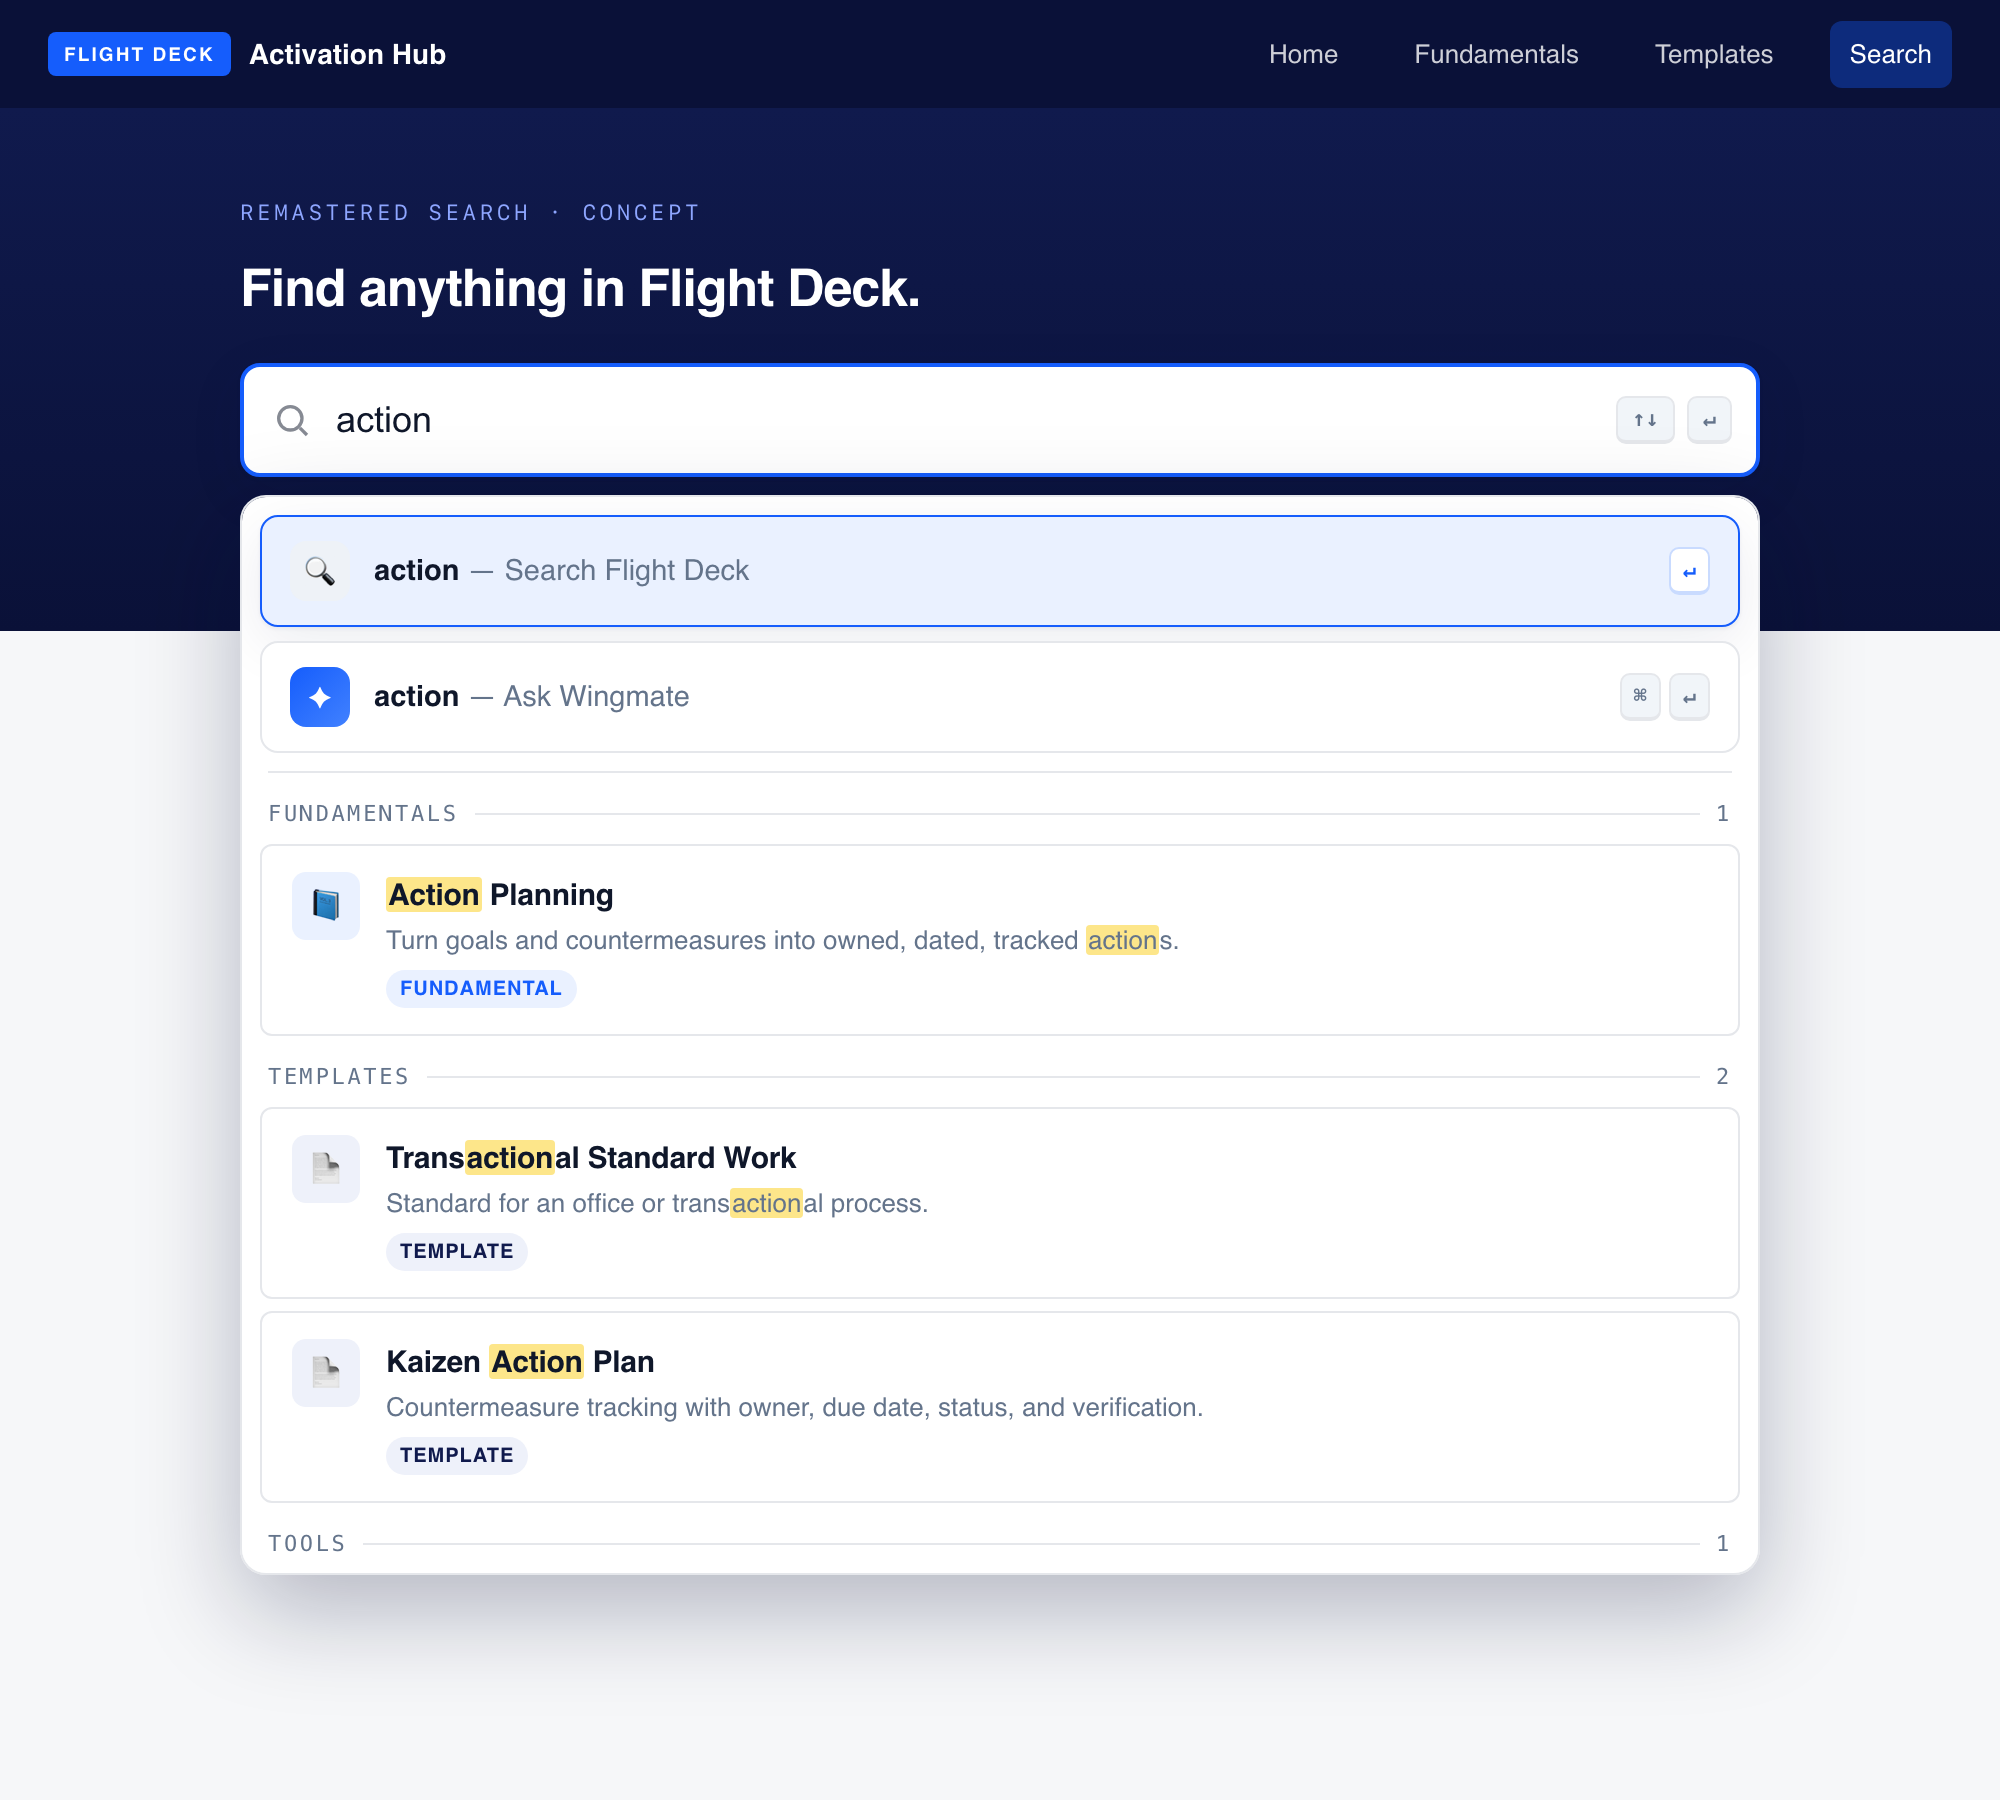 FLIGHT DECK Activation Hub Home Fundamentals Templates Search
REMASTERED SEARCH · CONCEPT
Find anything in Flight Deck.
action ↑↓ ↵
action — Search Flight Deck ↵
action — Ask Wingmate ⌘ ↵
FUNDAMENTALS 1
Action Planning
Turn goals and countermeasures into owned, dated, tracked actions.
FUNDAMENTAL
TEMPLATES 2
Transactional Standard Work
Standard for an office or transactional process.
TEMPLATE
Kaizen Action Plan
Countermeasure tracking with owner, due date, status, and verification.
TEMPLATE
TOOLS 1